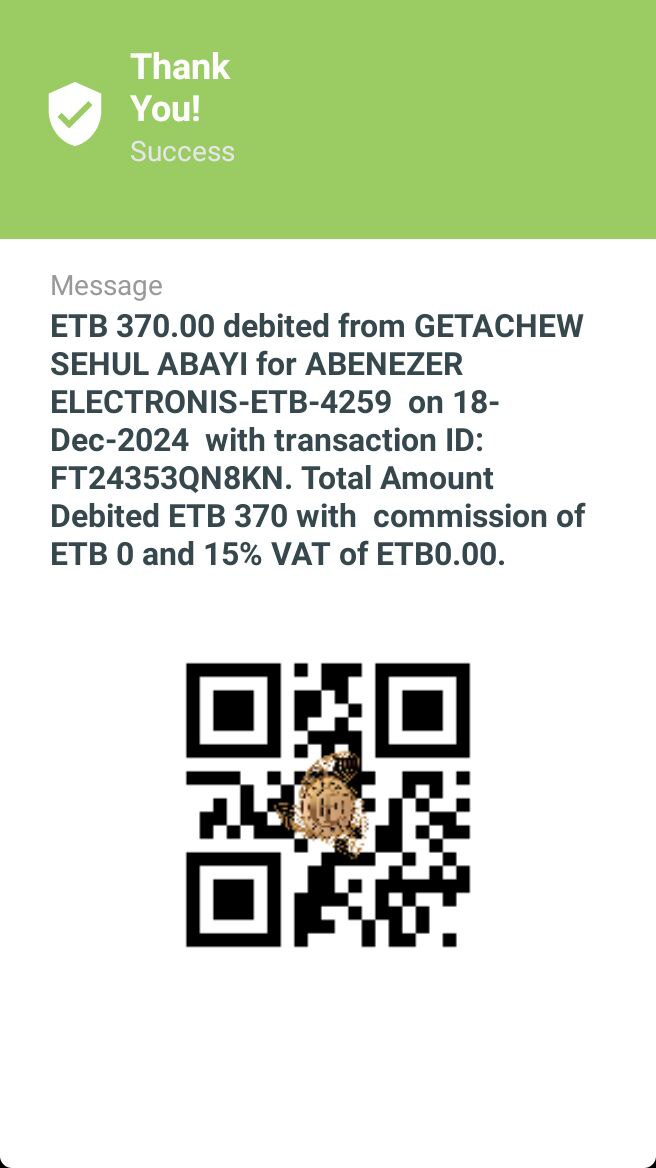 Thank
You!
Success
Message
ETB 370.00 debited from GETACHEW
SEHUL ABAYI for ABENEZER
ELECTRONIS-ETB-4259 on 18-
Dec-2024 with transaction ID:
FT24353QN8KN. Total Amount
Debited ETB 370 with commission of
ETB 0 and 15% VAT of ETB0.00.